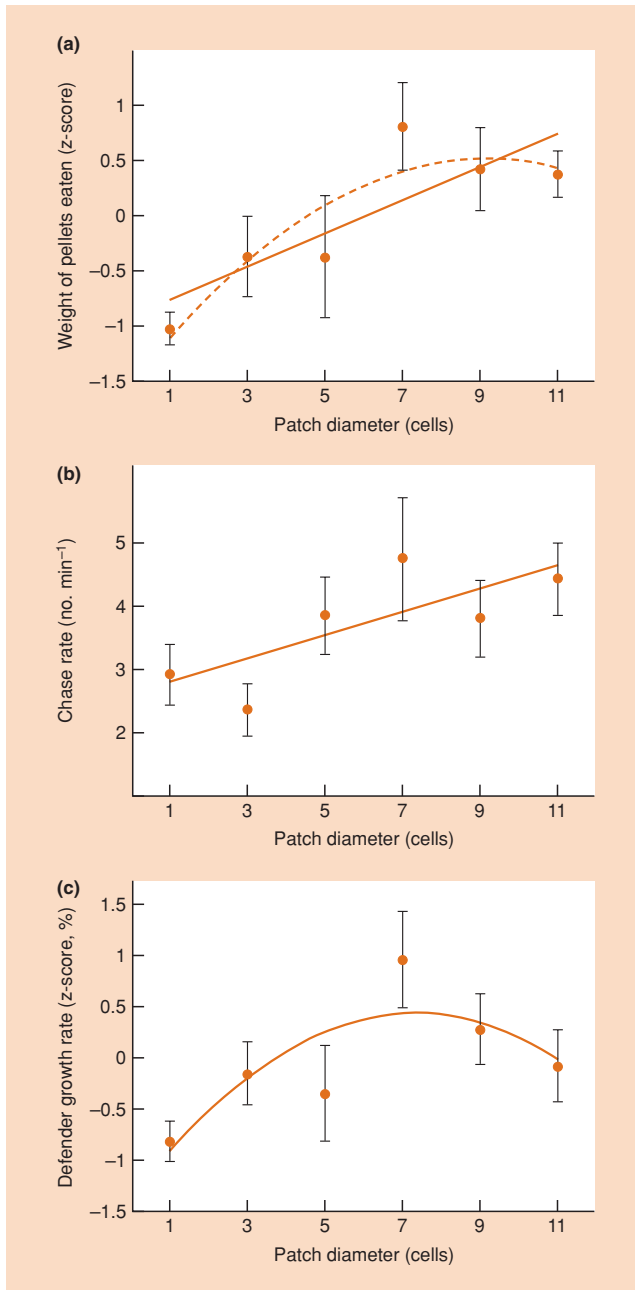 (a)
Weight of pellets eaten (z-score)
1
0.5
0
–0.5
–1
–1.5
1 3 5 7 9 11
Patch diameter (cells)
(b)
Chase rate (no. min⁻¹)
5
4
3
2
1 3 5 7 9 11
Patch diameter (cells)
(c)
Defender growth rate (z-score, %)
1.5
1
0.5
0
–0.5
–1
–1.5
1 3 5 7 9 11
Patch diameter (cells)